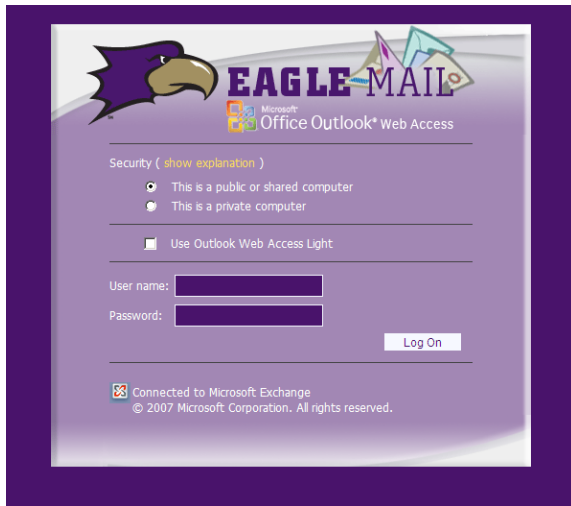 EAGLE MAIL
Microsoft®
Office Outlook® Web Access
Security ( show explanation )
This is a public or shared computer
This is a private computer
Use Outlook Web Access Light
User name:
Password:
Log On
Connected to Microsoft Exchange
© 2007 Microsoft Corporation. All rights reserved.